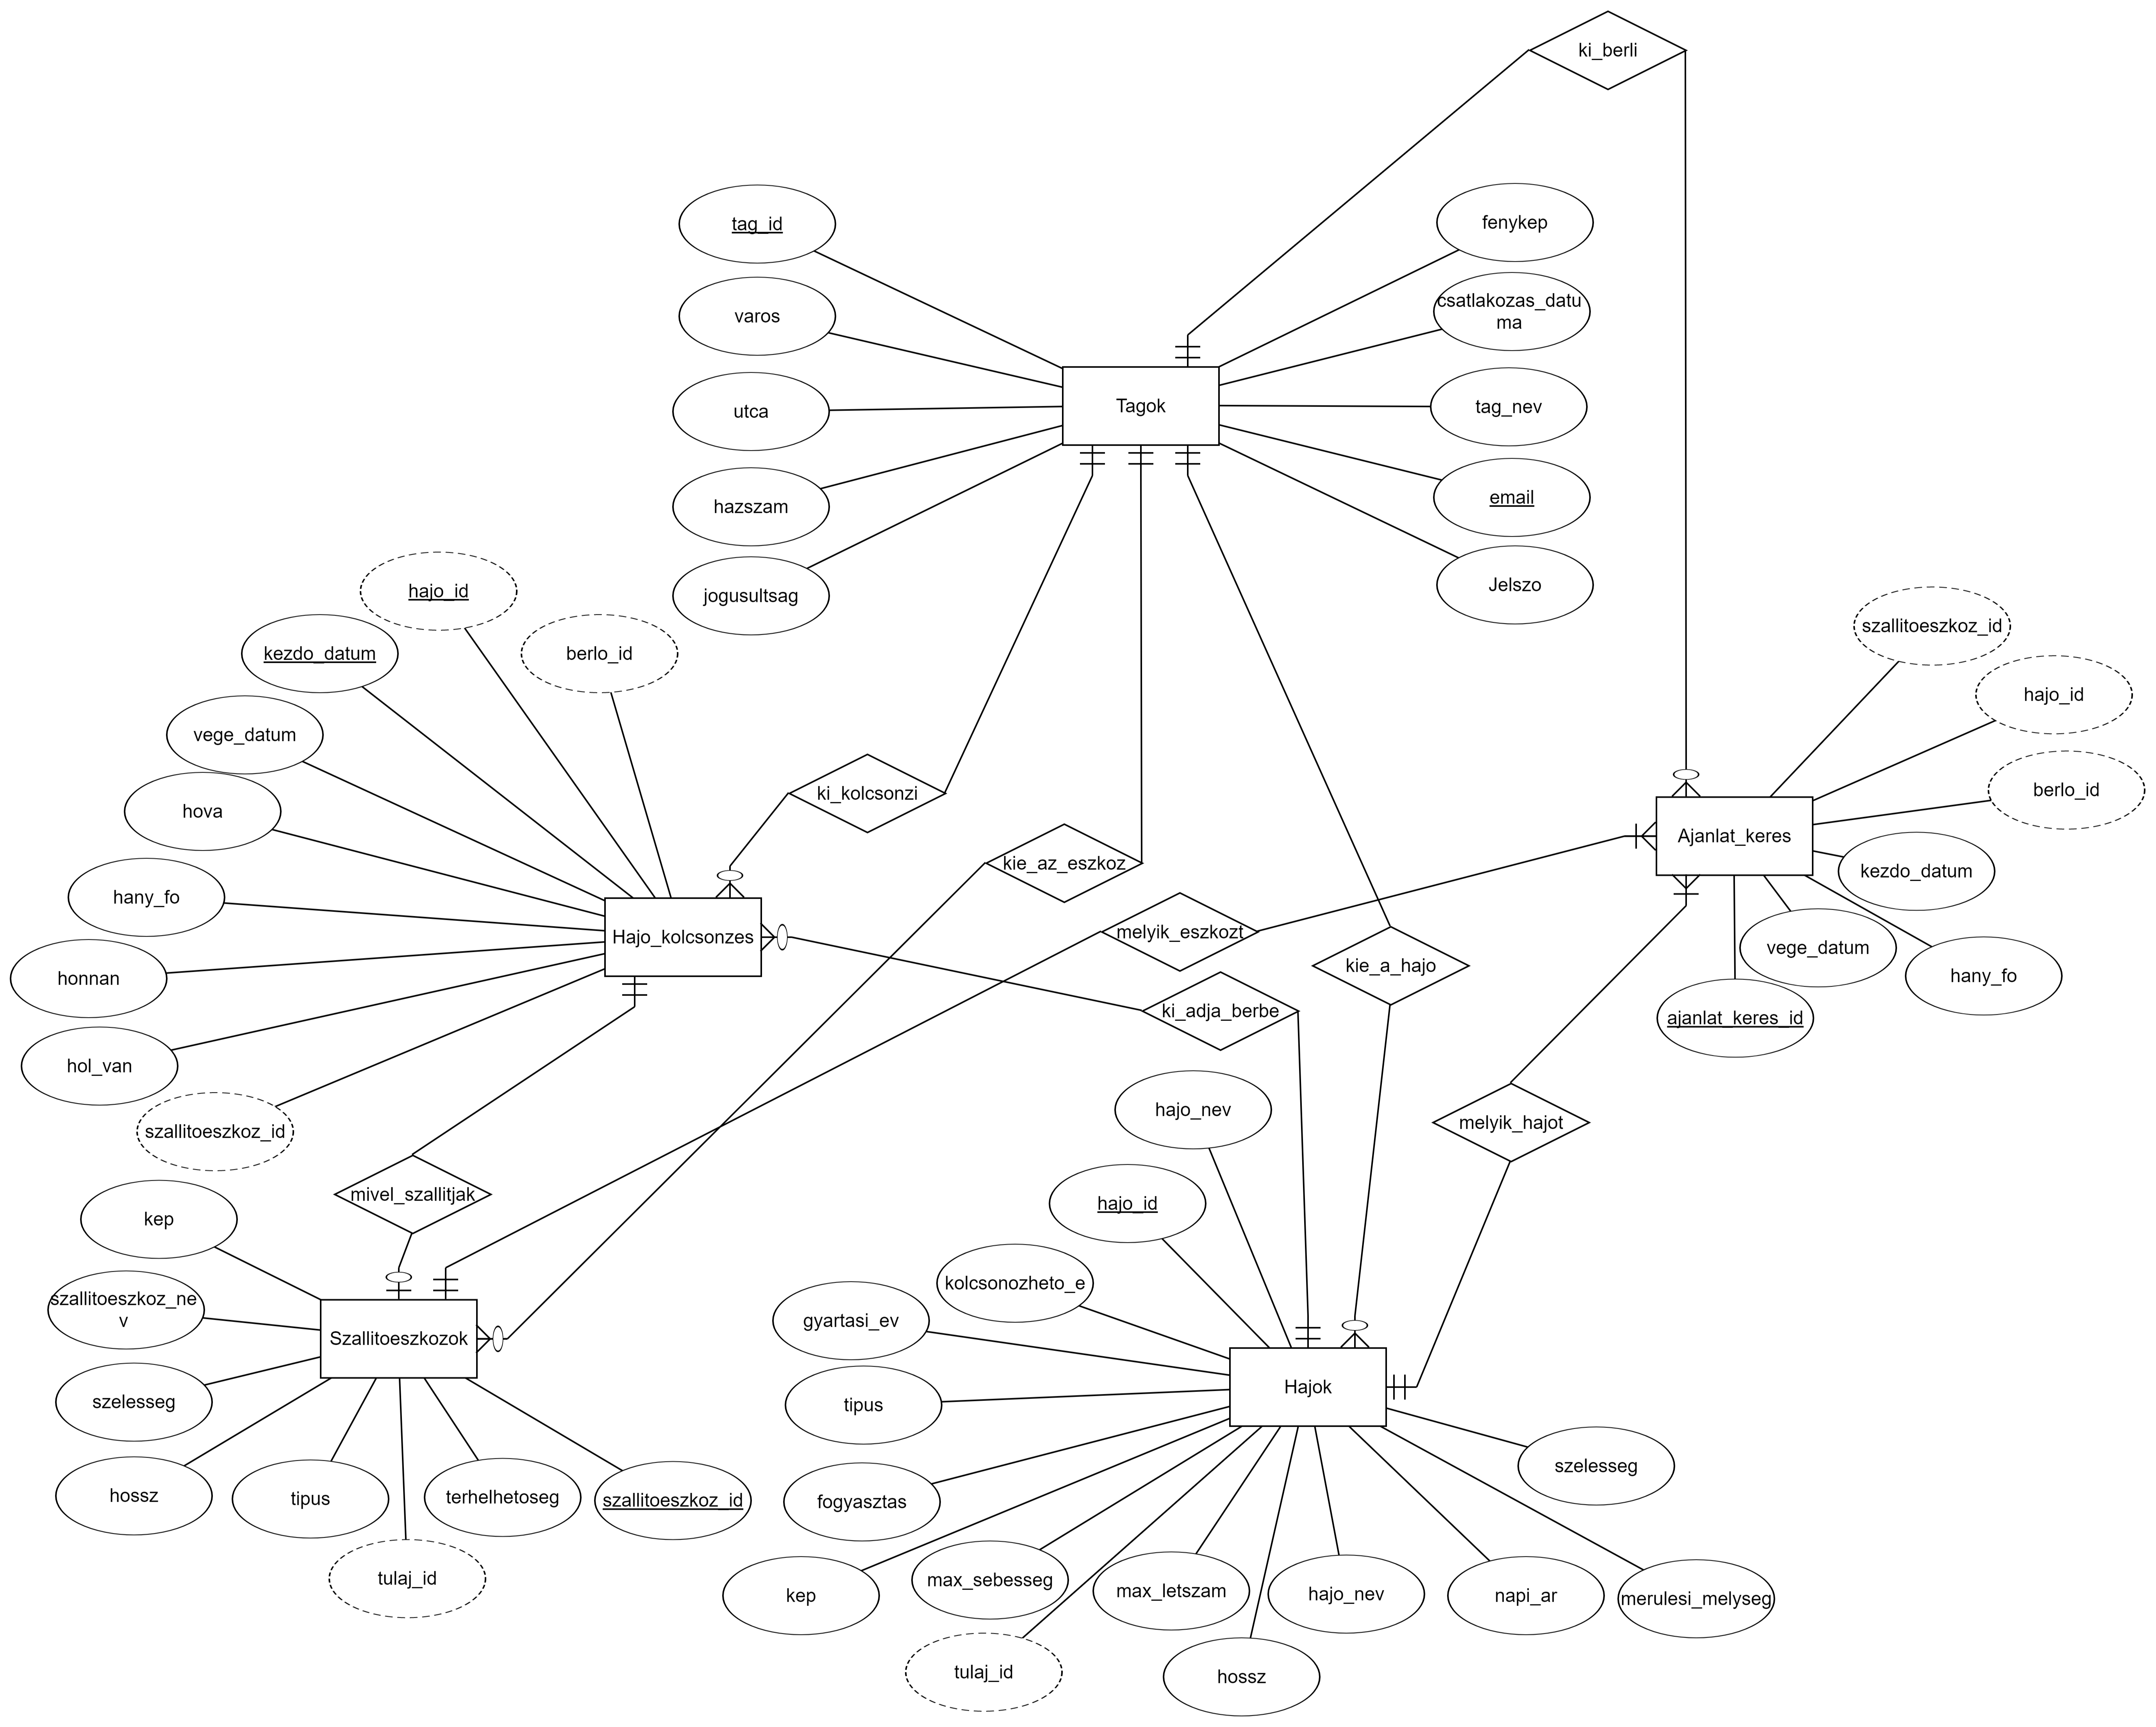 ki_berli
tag_id
fenykep
varos
csatlakozas_datu
ma
utca
Tagok
tag_nev
hazszam
email
jogusultsag
Jelszo
hajo_id
kezdo_datum
berlo_id
szallitoeszkoz_id
hajo_id
vege_datum
ki_kolcsonzi
berlo_id
hova
kie_az_eszkoz
Ajanlat_keres
kezdo_datum
hany_fo
Hajo_kolcsonzes
melyik_eszkozt
kie_a_hajo
vege_datum
hany_fo
honnan
ki_adja_berbe
ajanlat_keres_id
hol_van
hajo_nev
melyik_hajot
szallitoeszkoz_id
mivel_szallitjak
kep
hajo_id
kolcsonozheto_e
szallitoeszkoz_ne
v
gyartasi_ev
Szallitoeszkozok
Hajok
szelesseg
tipus
szelesseg
hossz
tipus
terhelhetoseg
szallitoeszkoz_id
fogyasztas
tulaj_id
kep
max_sebesseg
max_letszam
hajo_nev
napi_ar
merulesi_melyseg
tulaj_id
hossz